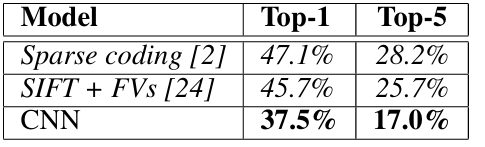 Model Top-1 Top-5
Sparse coding [2] 47.1% 28.2%
SIFT + FVs [24] 45.7% 25.7%
CNN 37.5% 17.0%